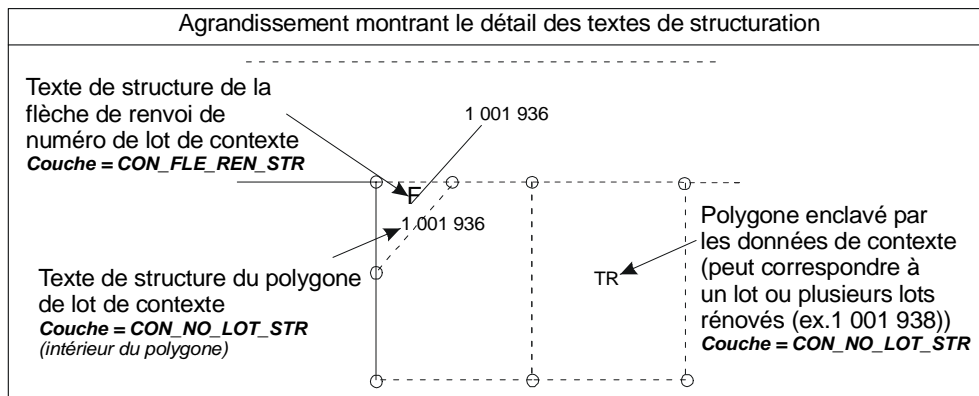 Agrandissement montrant le détail des textes de structuration
Texte de structure de la
flèche de renvoi de
numéro de lot de contexte
Couche = CON_FLE_REN_STR
1 001 936
F
1 001 936
Texte de structure du polygone
de lot de contexte
Couche = CON_NO_LOT_STR
(intérieur du polygone)
TR
Polygone enclavé par
les données de contexte
(peut correspondre à
un lot ou plusieurs lots
rénovés (ex.1 001 938))
Couche = CON_NO_LOT_STR